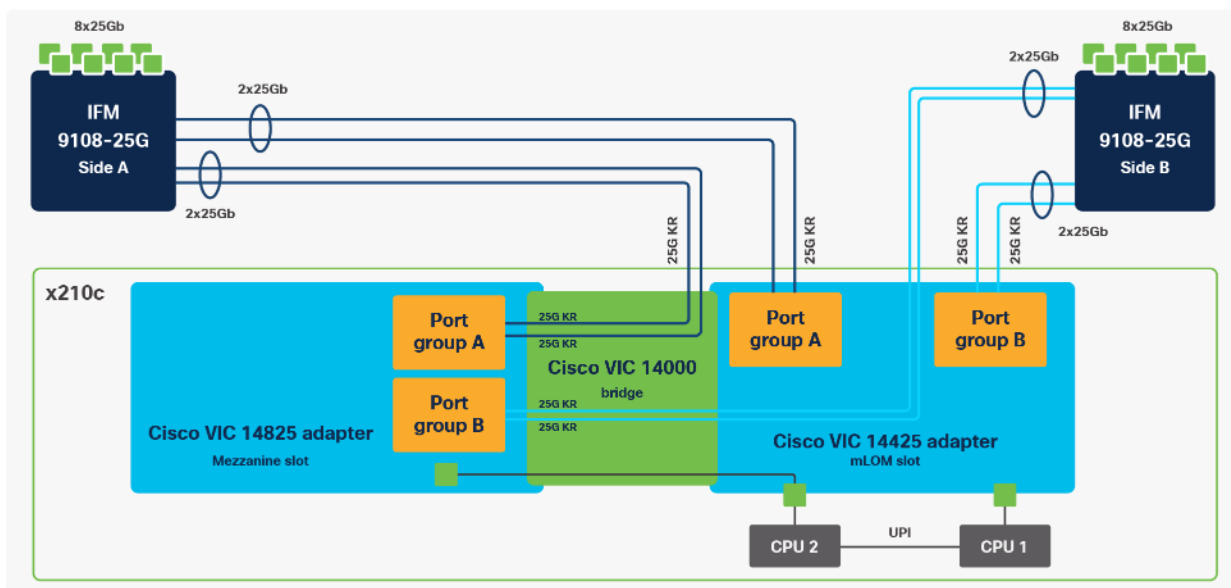 8x25Gb
8x25Gb
IFM
9108-25G
Side A
2x25Gb
2x25Gb
2x25Gb
IFM
9108-25G
Side B
2x25Gb
25G KR
25G KR
25G KR
25G KR
x210c
Port
group A
25G KR
25G KR
Port
group A
Port
group B
Cisco VIC 14000
bridge
Port
group B
25G KR
25G KR
Cisco VIC 14825 adapter
Mezzanine slot
Cisco VIC 14425 adapter
mLOM slot
CPU 2
UPI
CPU 1